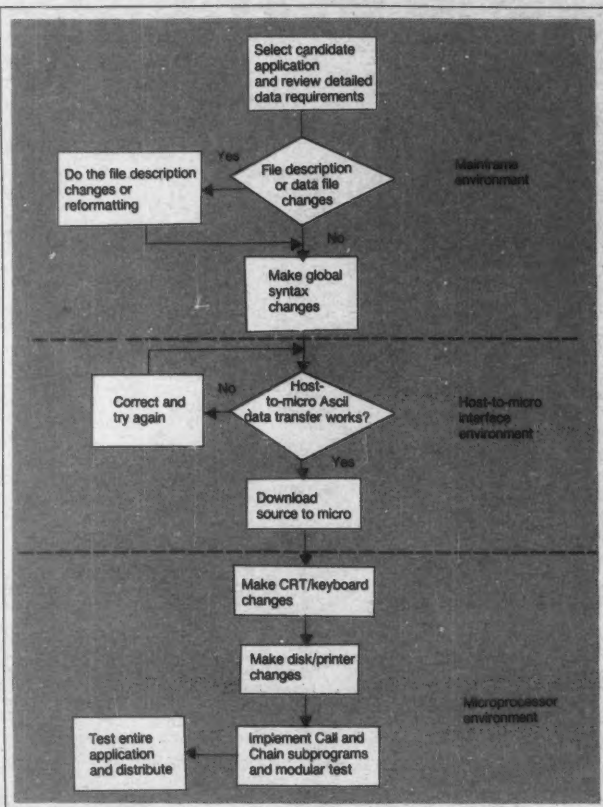 Select candidate
application
and review detailed
data requirements
Yes
Do the file description
changes or
reformatting
File description
or data file
changes
Mainframe
environment
No
Make global
syntax
changes
Correct and
try again
No
Host-
to-micro Ascii
data transfer works?
Host-to-micro
interface
environment
Yes
Download
source to micro
Make CRT/keyboard
changes
Make disk/printer
changes
Microprocessor
environment
Test entire
application
and distribute
Implement Call and
Chain subprograms
and modular test